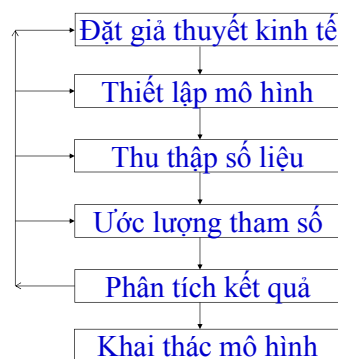 Đặt giả thuyết kinh tế
Thiết lập mô hình
Thu thập số liệu
Ước lượng tham số
Phân tích kết quả
Khai thác mô hình